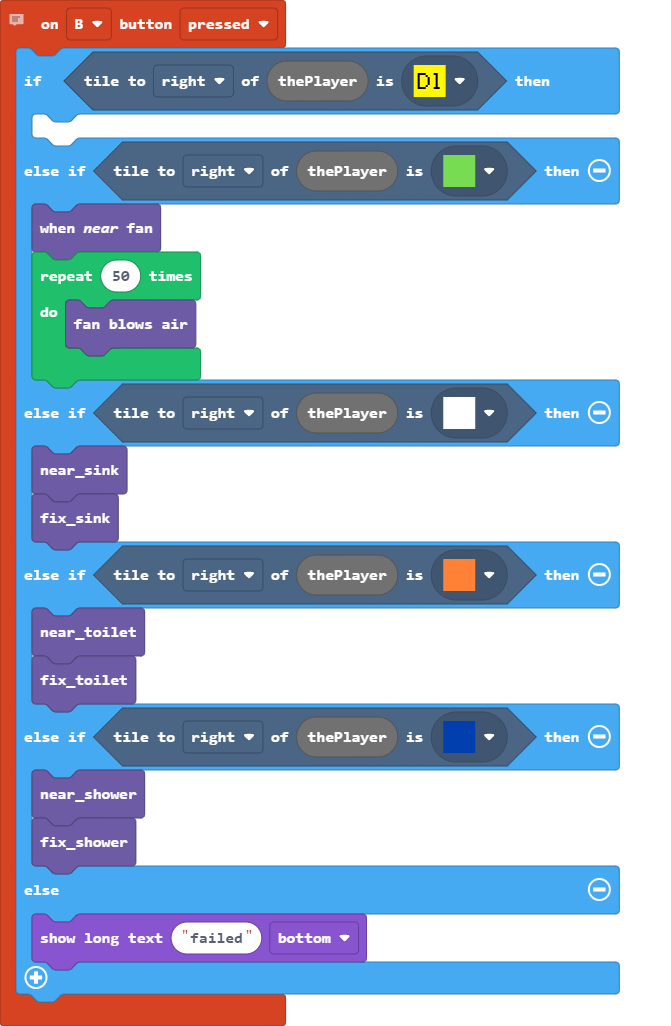 on B button pressed
if tile to right of thePlayer is D1 then
else if tile to right of thePlayer is then
when near fan
repeat 50 times
do
fan blows air
else if tile to right of thePlayer is then
near_sink
fix_sink
else if tile to right of thePlayer is then
near_toilet
fix_toilet
else if tile to right of thePlayer is then
near_shower
fix_shower
else
show long text "failed" bottom